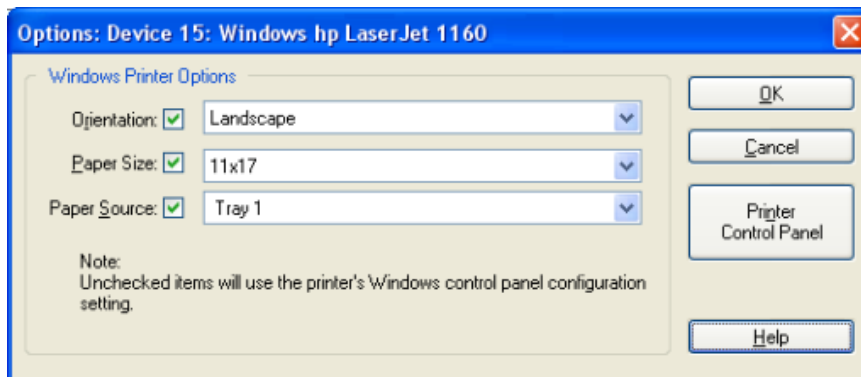 Options: Device 15: Windows hp LaserJet 1160
Windows Printer Options
Orientation: Landscape
Paper Size: 11x17
Paper Source: Tray 1
Note:
Unchecked items will use the printer's Windows control panel configuration
setting.
OK
Cancel
Printer
Control Panel
Help